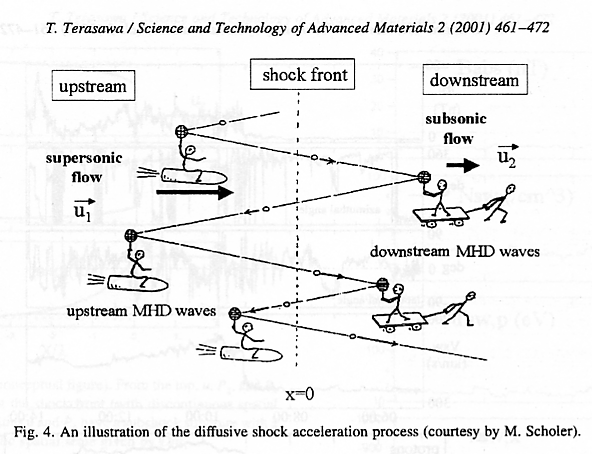 T. Terasawa / Science and Technology of Advanced Materials 2 (2001) 461–472
upstream
shock front
downstream
supersonic
flow
u₁
subsonic
flow
u₂
downstream MHD waves
upstream MHD waves
x=0
Fig. 4. An illustration of the diffusive shock acceleration process (courtesy by M. Scholer).